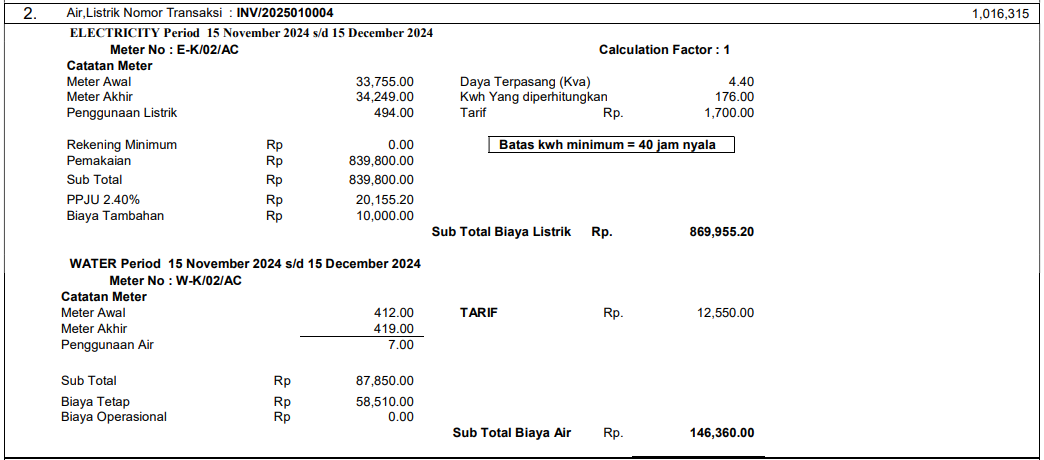 2. Air,Listrik Nomor Transaksi : INV/2025010004 1,016,315
ELECTRICITY Period 15 November 2024 s/d 15 December 2024
Meter No : E-K/02/AC Calculation Factor : 1
Catatan Meter
Meter Awal 33,755.00 Daya Terpasang (Kva) 4.40
Meter Akhir 34,249.00 Kwh Yang diperhitungkan 176.00
Penggunaan Listrik 494.00 Tarif Rp. 1,700.00
Rekening Minimum Rp 0.00 Batas kwh minimum = 40 jam nyala
Pemakaian Rp 839,800.00
Sub Total Rp 839,800.00
PPJU 2.40% Rp 20,155.20
Biaya Tambahan Rp 10,000.00
Sub Total Biaya Listrik Rp. 869,955.20
WATER Period 15 November 2024 s/d 15 December 2024
Meter No : W-K/02/AC
Catatan Meter
Meter Awal 412.00 TARIF Rp. 12,550.00
Meter Akhir 419.00
Penggunaan Air 7.00
Sub Total Rp 87,850.00
Biaya Tetap Rp 58,510.00
Biaya Operasional Rp 0.00
Sub Total Biaya Air Rp. 146,360.00